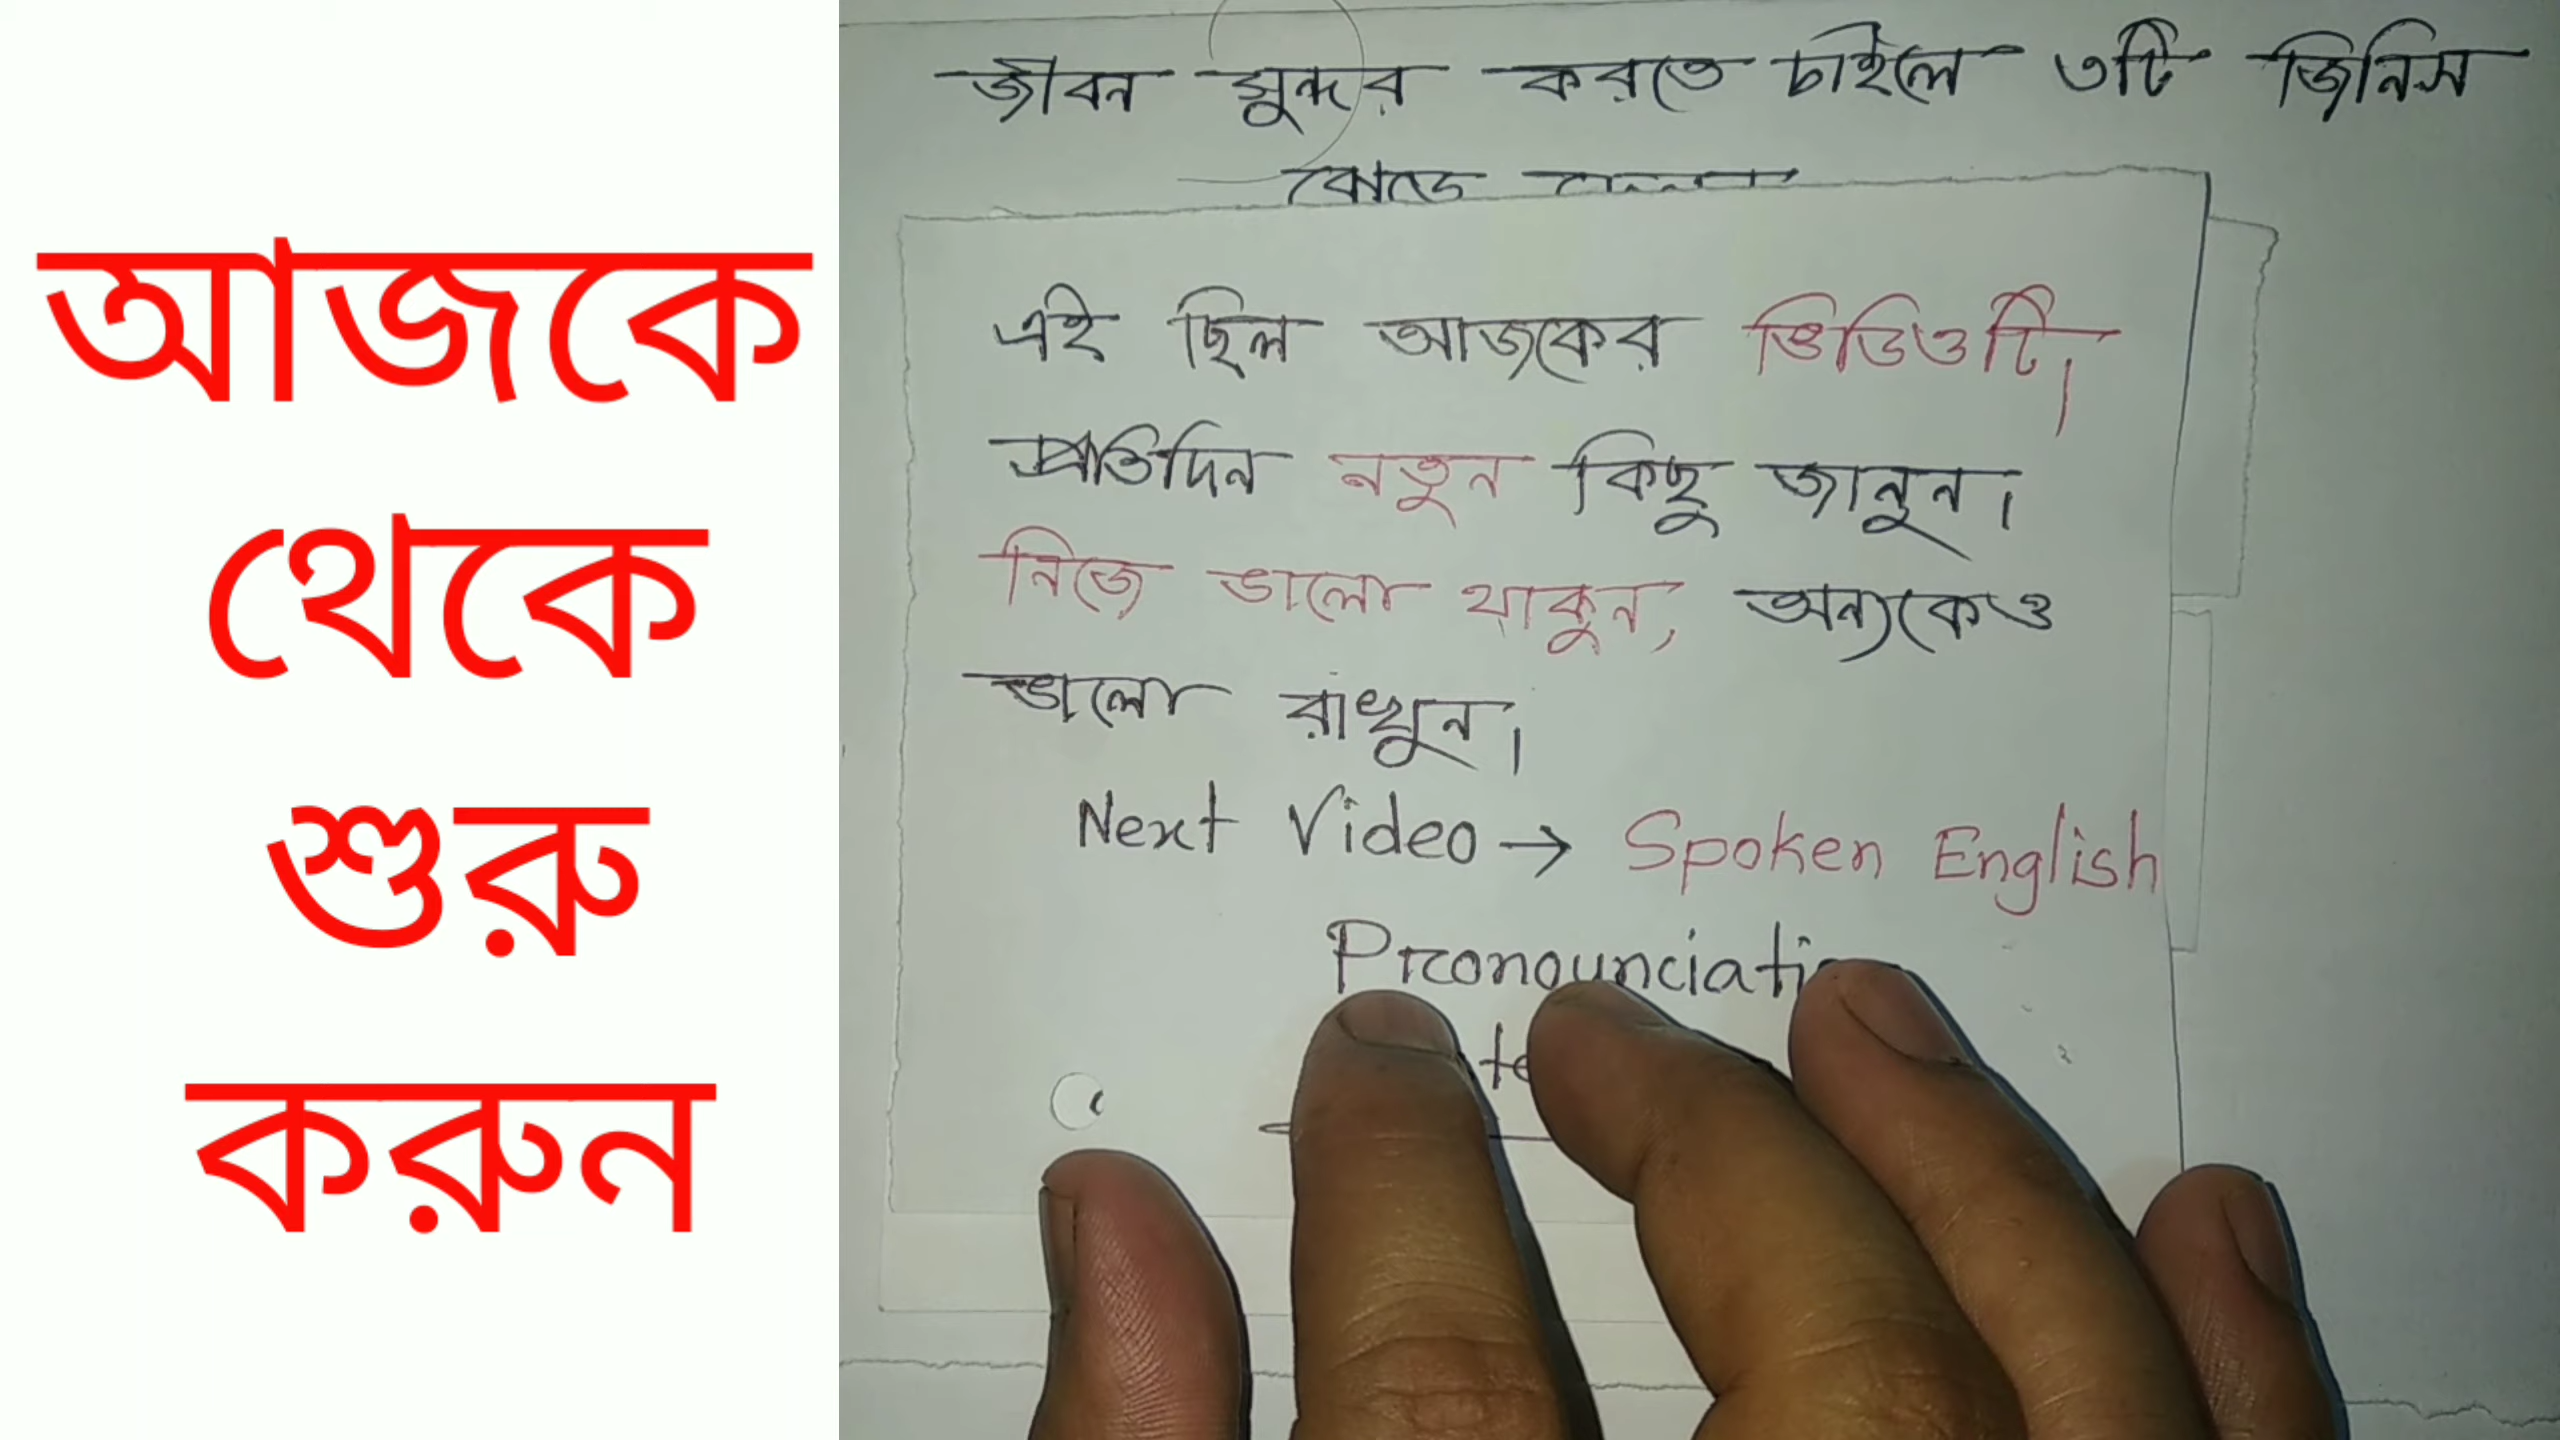 আজকে
থেকে
শুরু
করুন
জীবন সুন্দর করতে চাইলে ৩টি জিনিস
এই ছিল আজকের ভিডিওটি।
প্রতিদিন নতুন কিছু জানুন।
নিজে ভালো থাকুন, অন্যকেও
ভালো রাখুন।
Next Video → Spoken English